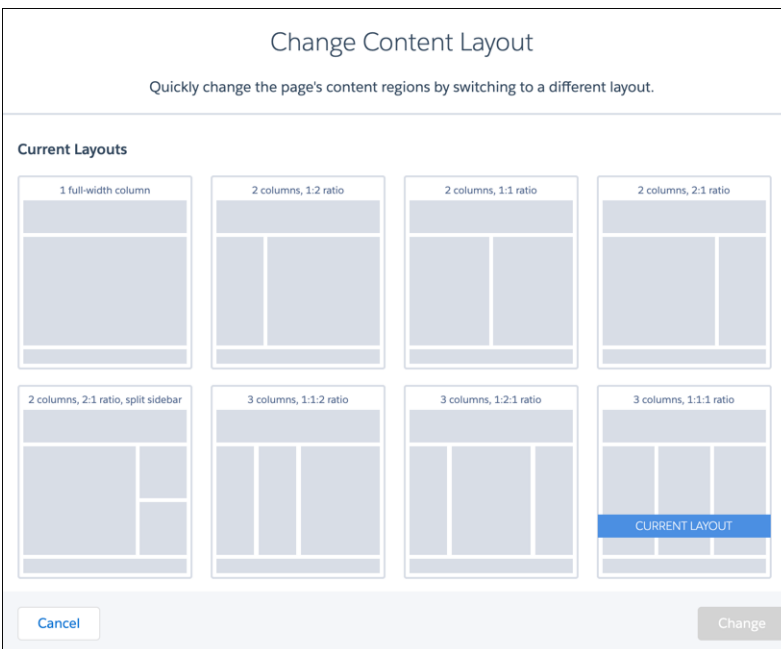 Change Content Layout
Quickly change the page's content regions by switching to a different layout.
Current Layouts
1 full-width column
2 columns, 1:2 ratio
2 columns, 1:1 ratio
2 columns, 2:1 ratio
2 columns, 2:1 ratio, split sidebar
3 columns, 1:1:2 ratio
3 columns, 1:2:1 ratio
3 columns, 1:1:1 ratio
CURRENT LAYOUT
Cancel
Change